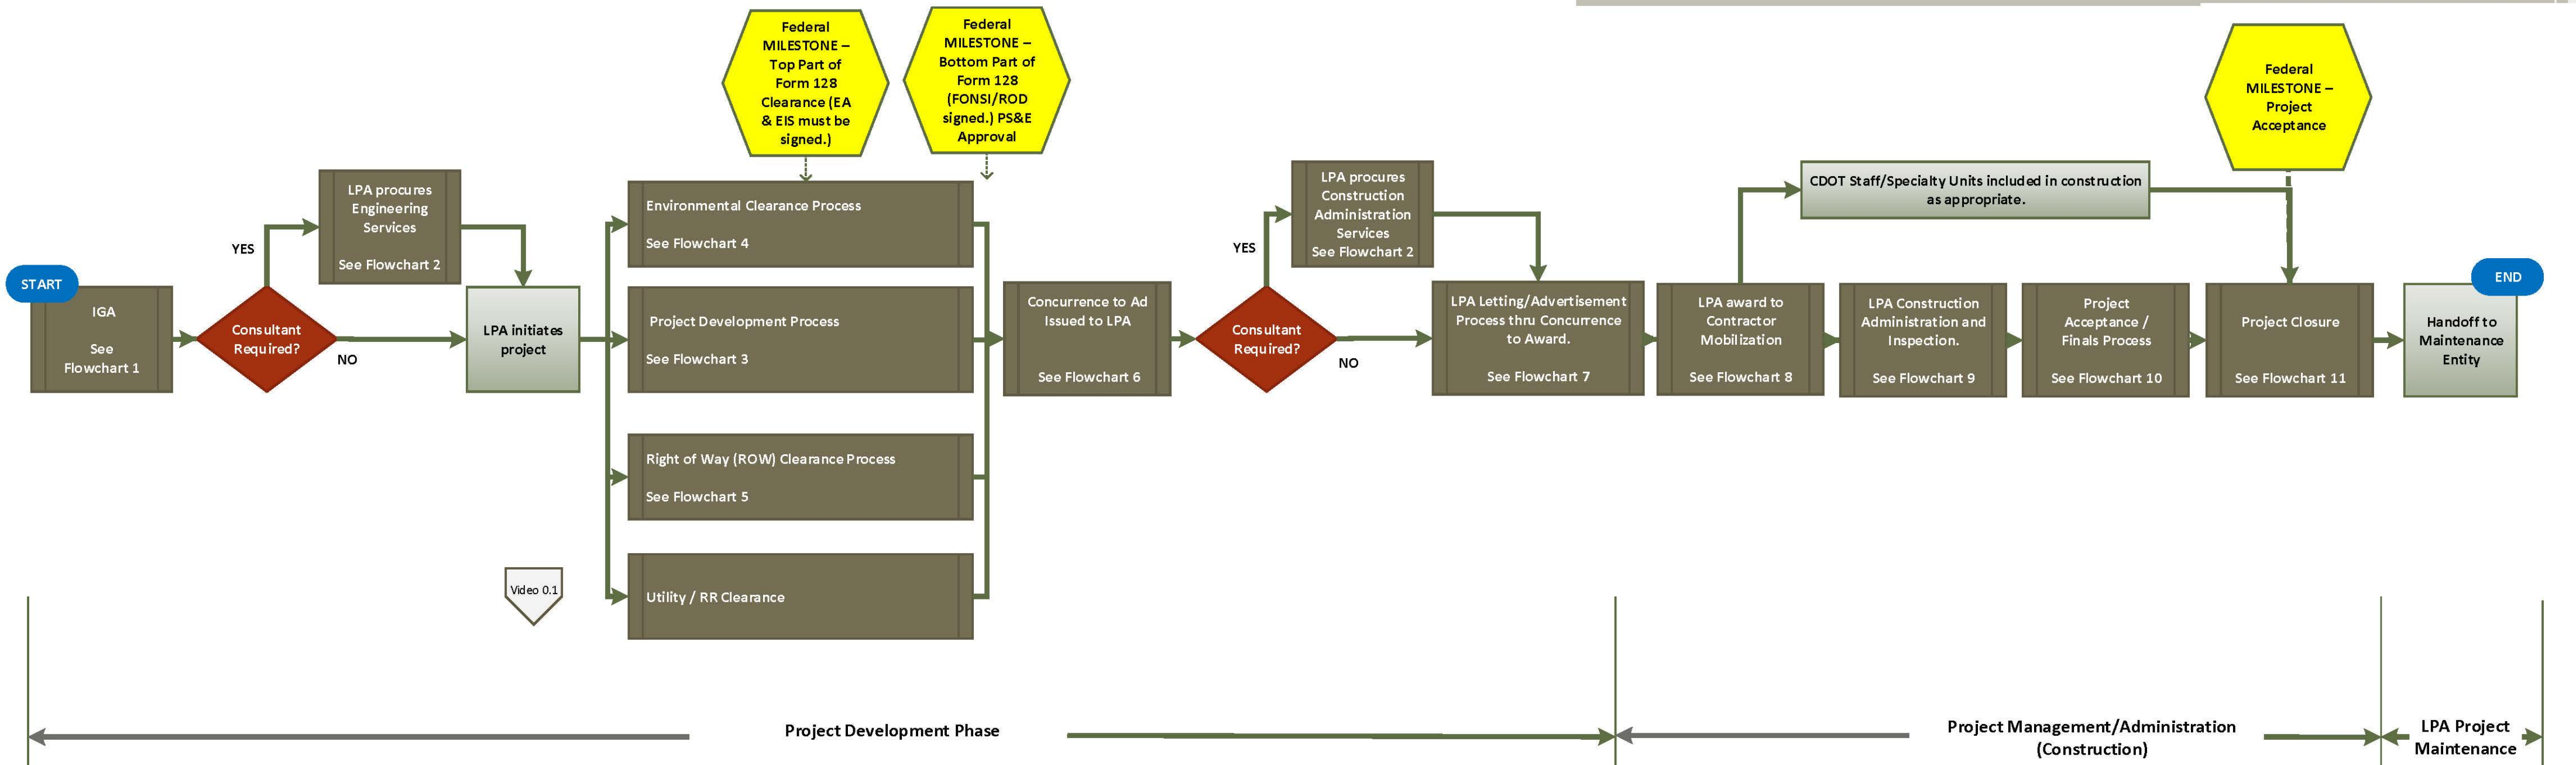 Federal
MILESTONE –
Top Part of
Form 128
Clearance (EA
& EIS must be
signed.)
Federal
MILESTONE –
Bottom Part of
Form 128
(FONSI/ROD
signed.) PS&E
Approval
Federal
MILESTONE –
Project
Acceptance
START
IGA
See
Flowchart 1
Consultant
Required?
YES
NO
LPA procures
Engineering
Services
See Flowchart 2
LPA initiates
project
Environmental Clearance Process
See Flowchart 4
Project Development Process
See Flowchart 3
Right of Way (ROW) Clearance Process
See Flowchart 5
Utility / RR Clearance
Video 0.1
Concurrence to Ad
Issued to LPA
See Flowchart 6
Consultant
Required?
YES
NO
LPA procures
Construction
Administration
Services
See Flowchart 2
LPA Letting/Advertisement
Process thru Concurrence
to Award.
See Flowchart 7
LPA award to
Contractor
Mobilization
See Flowchart 8
CDOT Staff/Specialty Units included in construction
as appropriate.
LPA Construction
Administration and
Inspection.
See Flowchart 9
Project
Acceptance /
Finals Process
See Flowchart 10
Project Closure
See Flowchart 11
END
Handoff to
Maintenance
Entity
Project Development Phase
Project Management/Administration
(Construction)
LPA Project
Maintenance